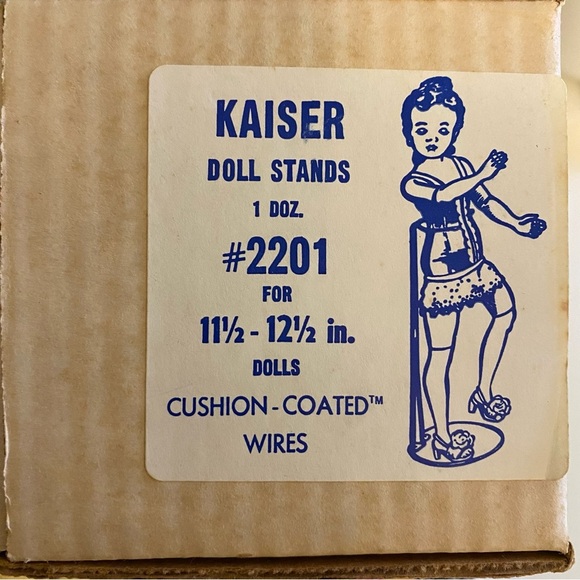 KAISER
DOLL STANDS
1 DOZ.
#2201
FOR
11½ - 12½ in.
DOLLS
CUSHION-COATED™
WIRES